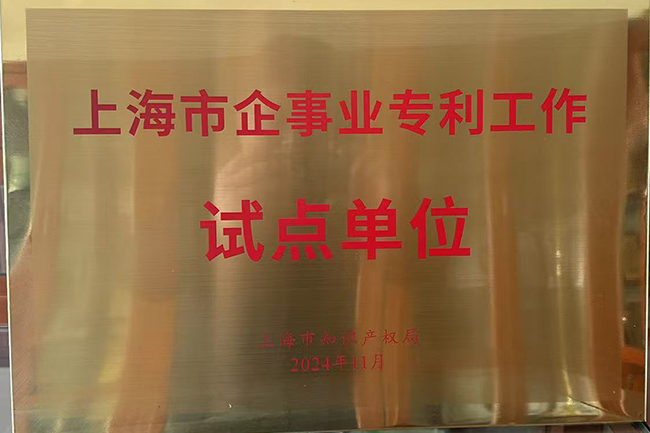 上海市企事业专利工作
试点单位
上海市知识产权局
2024年11月